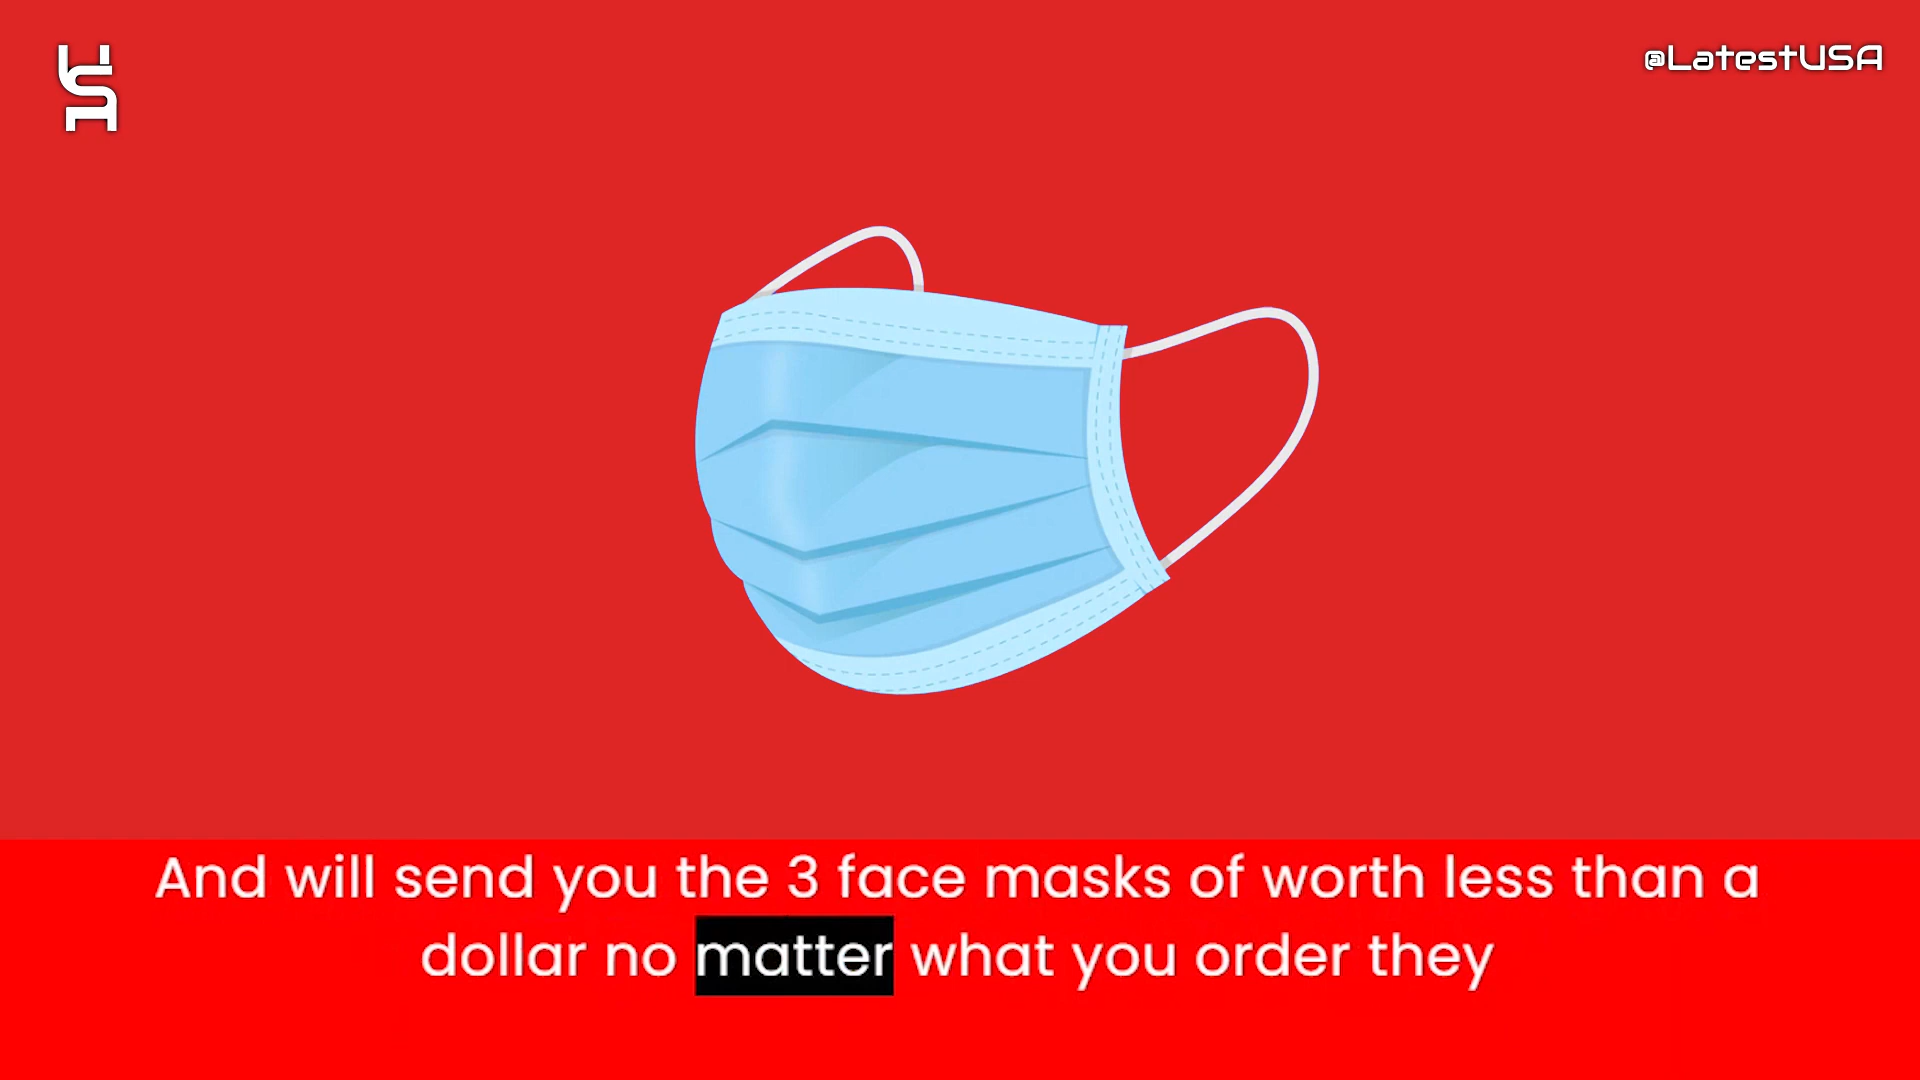 USA
@LatestUSA
And will send you the 3 face masks of worth less than a
dollar no matter what you order they